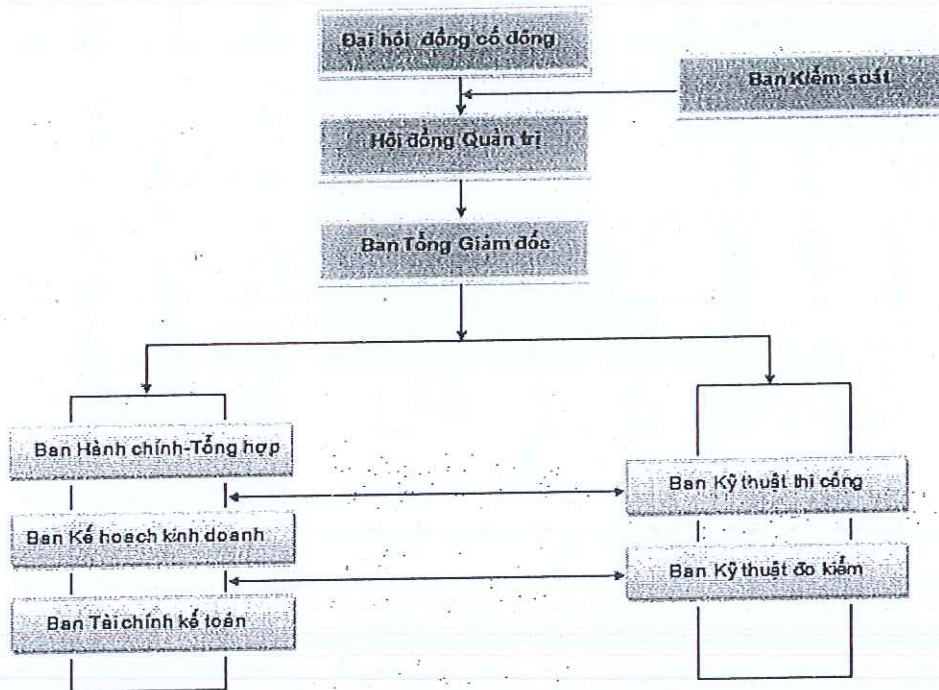 Đại hội đồng cổ đông
Ban Kiểm soát
Hội đồng Quản trị
Ban Tổng Giám đốc
Ban Hành chính-Tổng hợp
Ban Kỹ thuật thi công
Ban Kế hoạch kinh doanh
Ban Kỹ thuật đo kiểm
Ban Tài chính kế toán